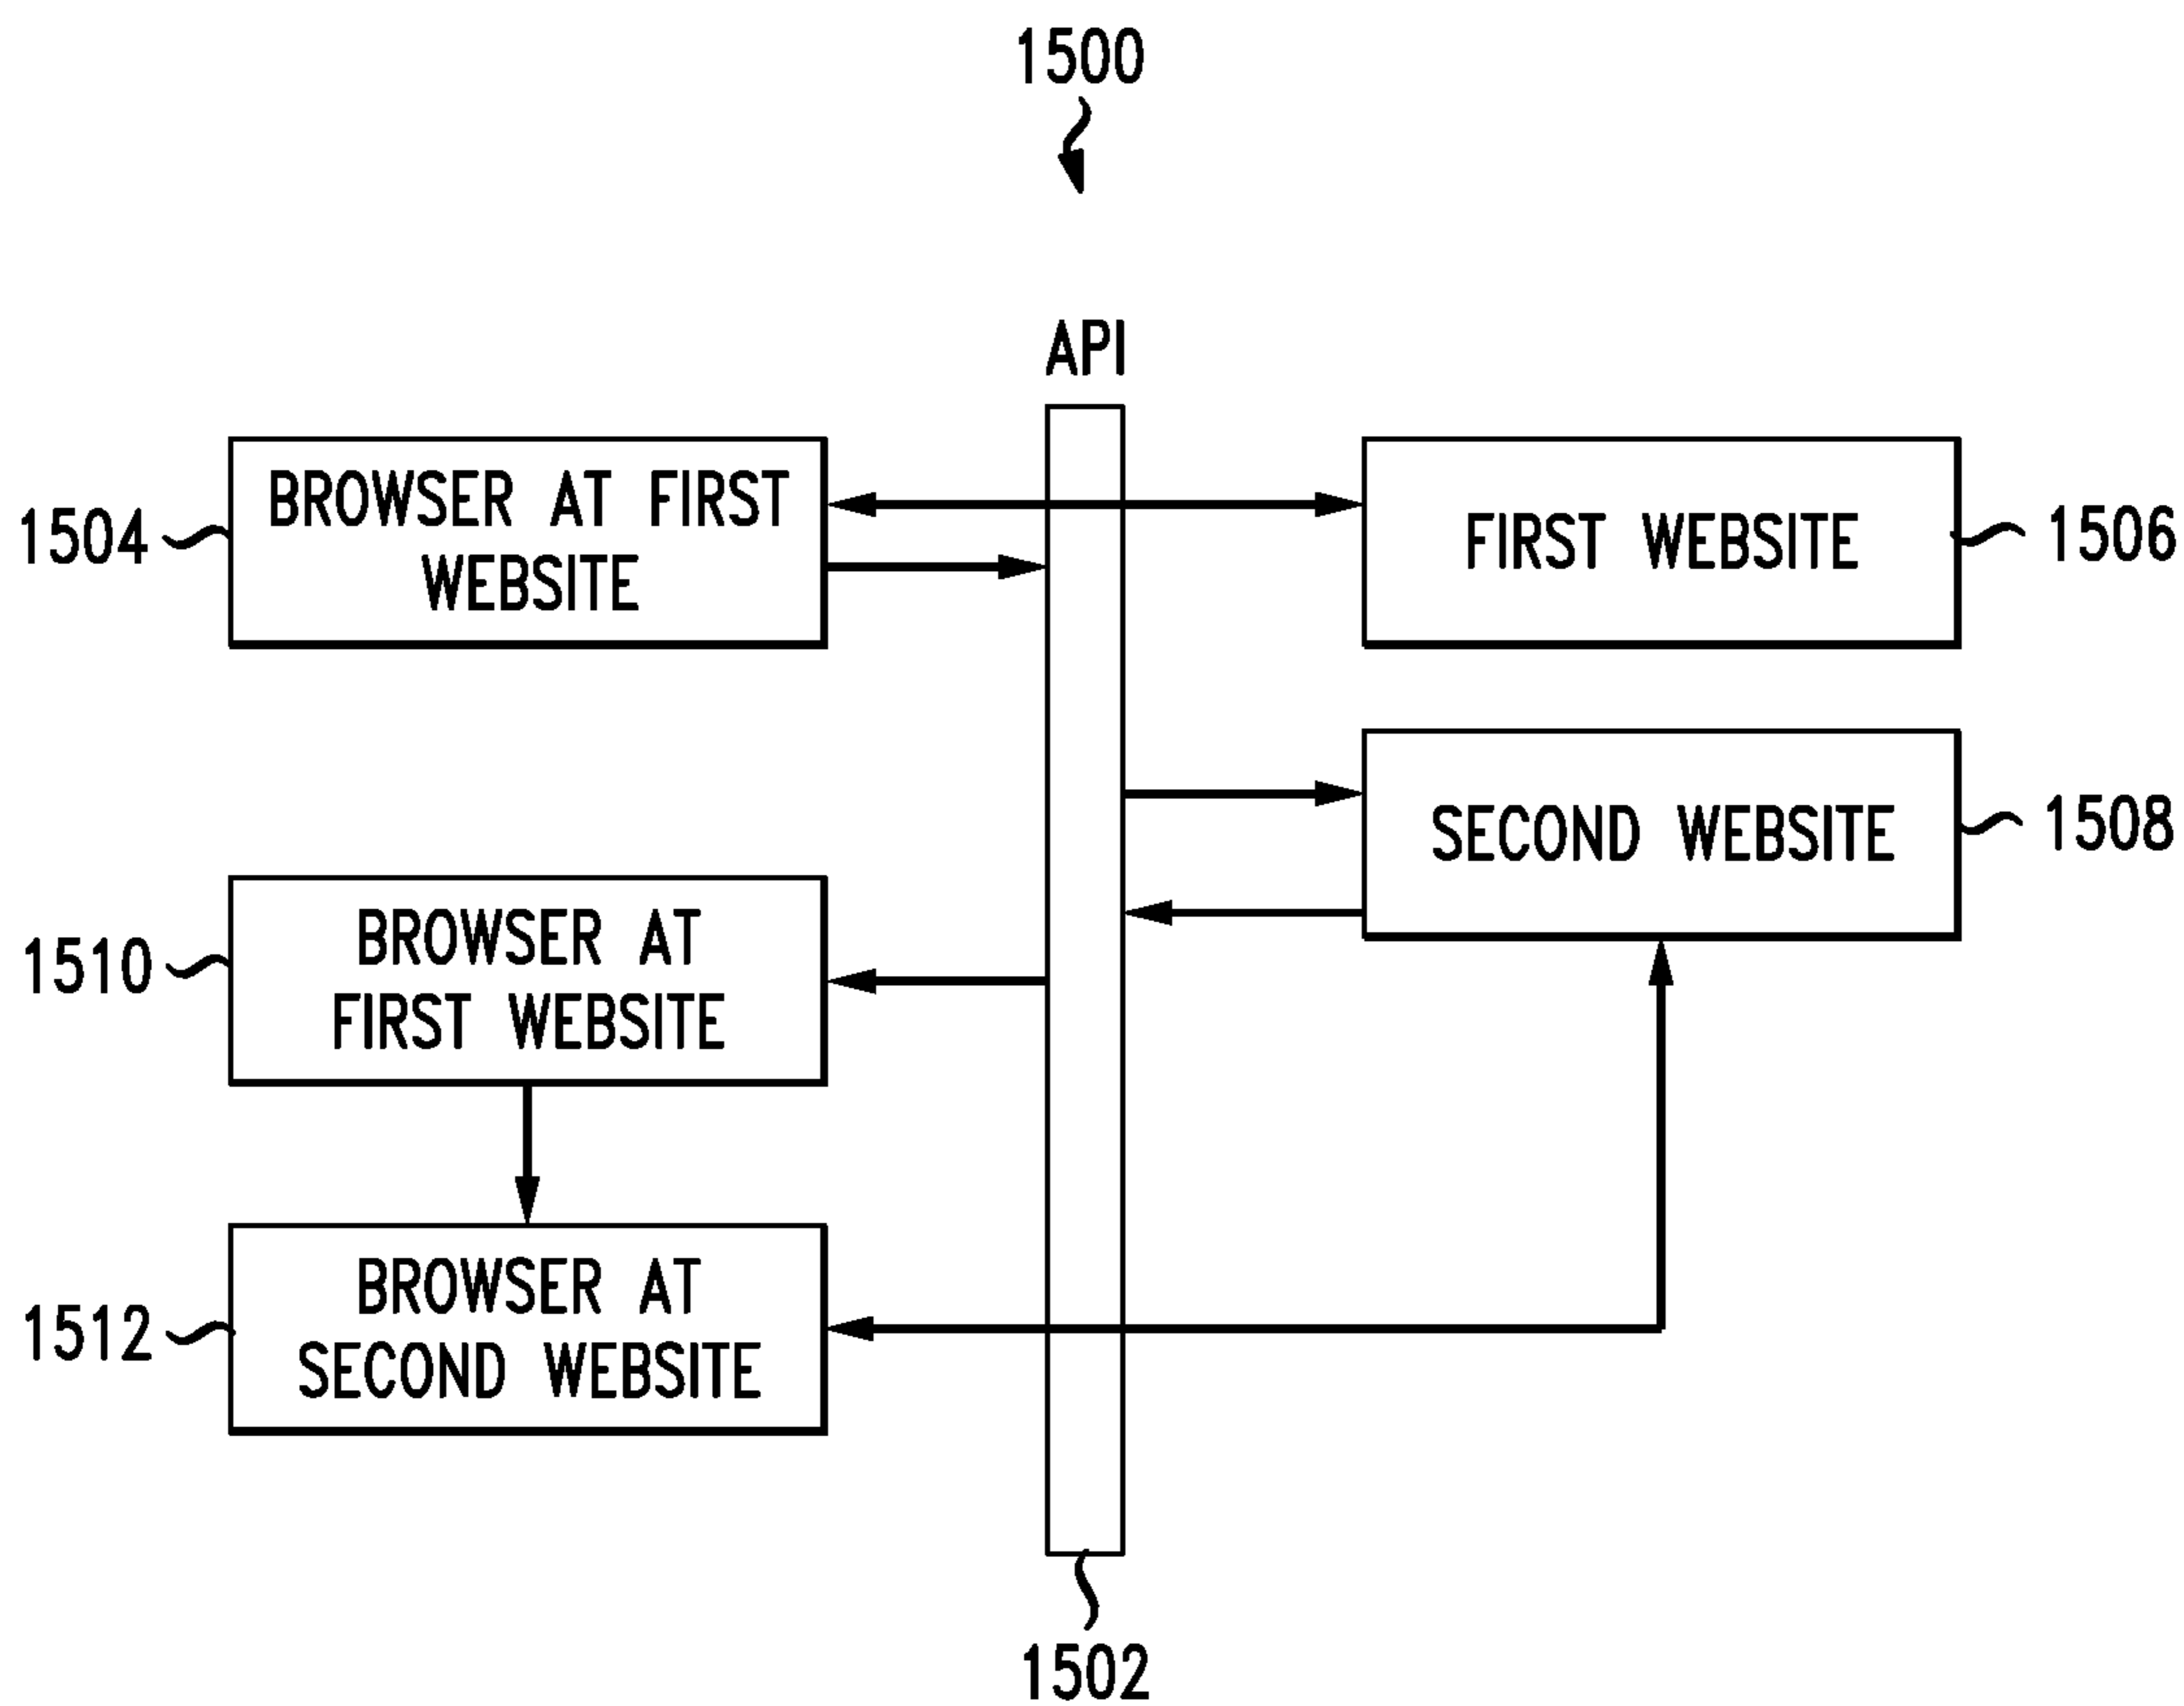 1500
API
BROWSER AT FIRST
WEBSITE
1504
FIRST WEBSITE
1506
SECOND WEBSITE
1508
BROWSER AT
FIRST WEBSITE
1510
BROWSER AT
SECOND WEBSITE
1512
1502